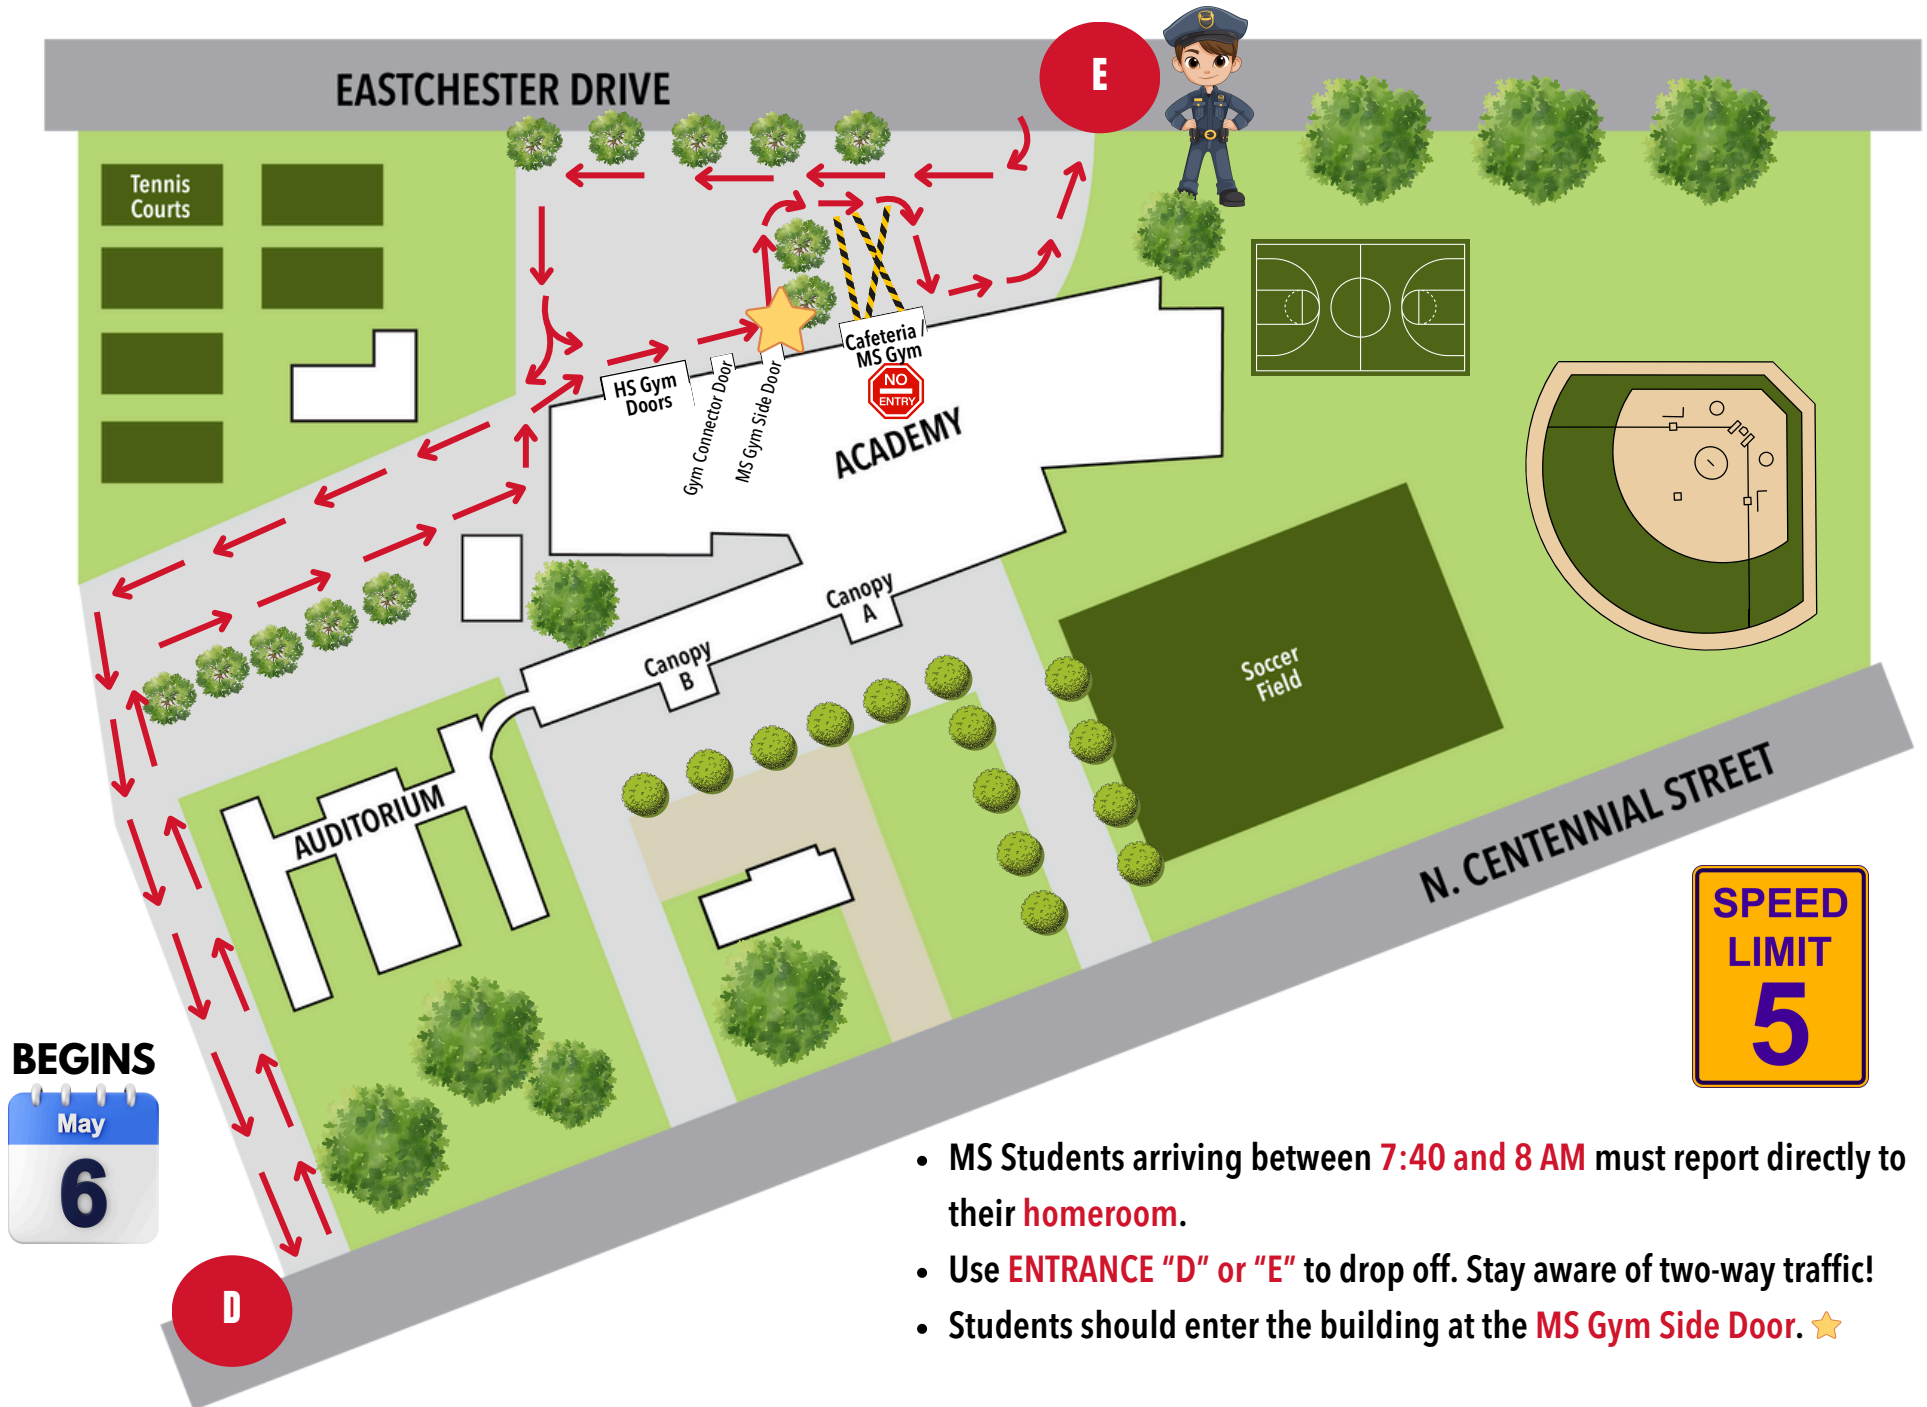 EASTCHESTER DRIVE
E
Tennis
Courts
HS Gym
Doors
Gym Connector Door
MS Gym Side Door
Cafeteria /
MS Gym
NO
ENTRY
ACADEMY
Canopy
A
Canopy
B
Soccer
Field
AUDITORIUM
N. CENTENNIAL STREET
SPEED
LIMIT
5
BEGINS
May
6
D
• MS Students arriving between 7:40 and 8 AM must report directly to
their homeroom.
• Use ENTRANCE “D” or “E” to drop off. Stay aware of two-way traffic!
• Students should enter the building at the MS Gym Side Door.